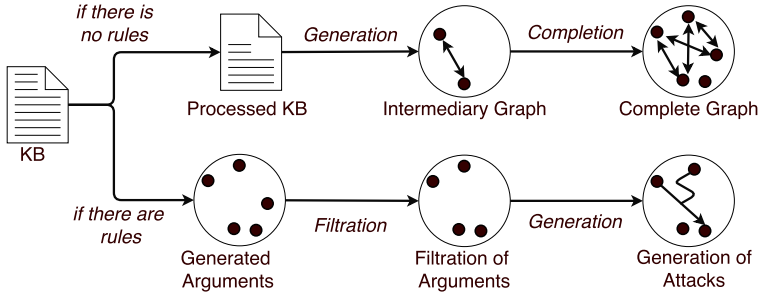 if there is
no rules
Generation
Completion
Processed KB
Intermediary Graph
Complete Graph
KB
if there are
rules
Filtration
Generation
Generated
Arguments
Filtration of
Arguments
Generation of
Attacks